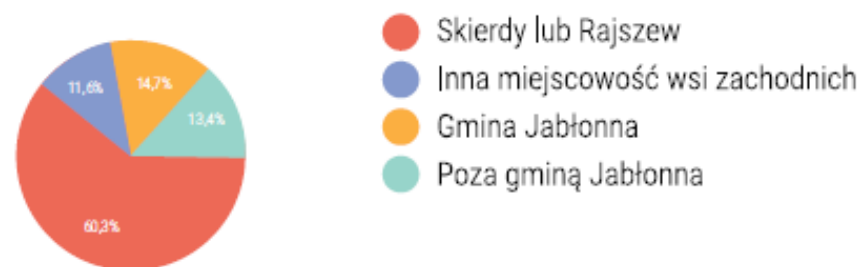 11,6%
14,7%
13,4%
60,3%
Skierdy lub Rajszew
Inna miejscowość wsi zachodnich
Gmina Jabłonna
Poza gminą Jabłonna